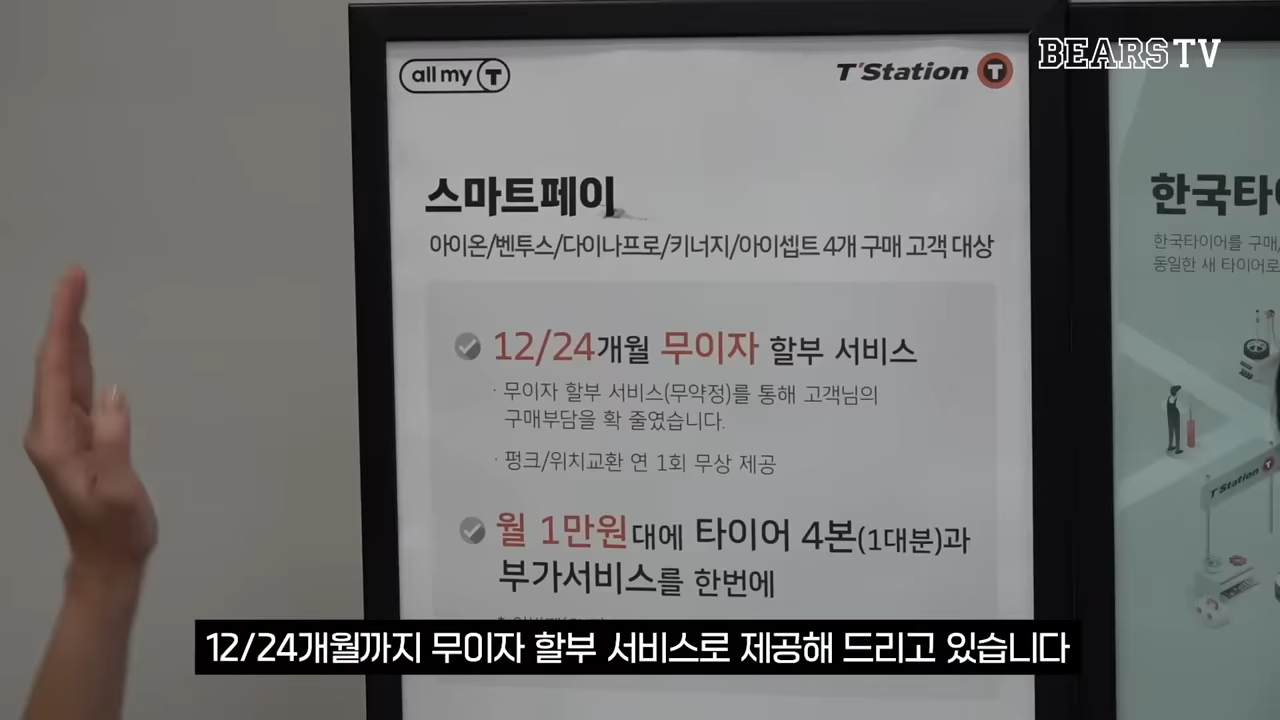 all my T
T'Station T
BEARS TV
스마트페이
아이온/벤투스/다이나프로/키너지/아이셉트 4개 구매 고객 대상
12/24개월 무이자 할부 서비스
· 무이자 할부 서비스(무약정)를 통해 고객님의
구매부담을 확 줄였습니다.
· 펑크/위치교환 연 1회 무상 제공
월 1만원대에 타이어 4본(1대분)과
부가서비스를 한번에
한국타이
한국타이어를 구매
동일한 새 타이어로
T'Station T
12/24개월까지 무이자 할부 서비스로 제공해 드리고 있습니다